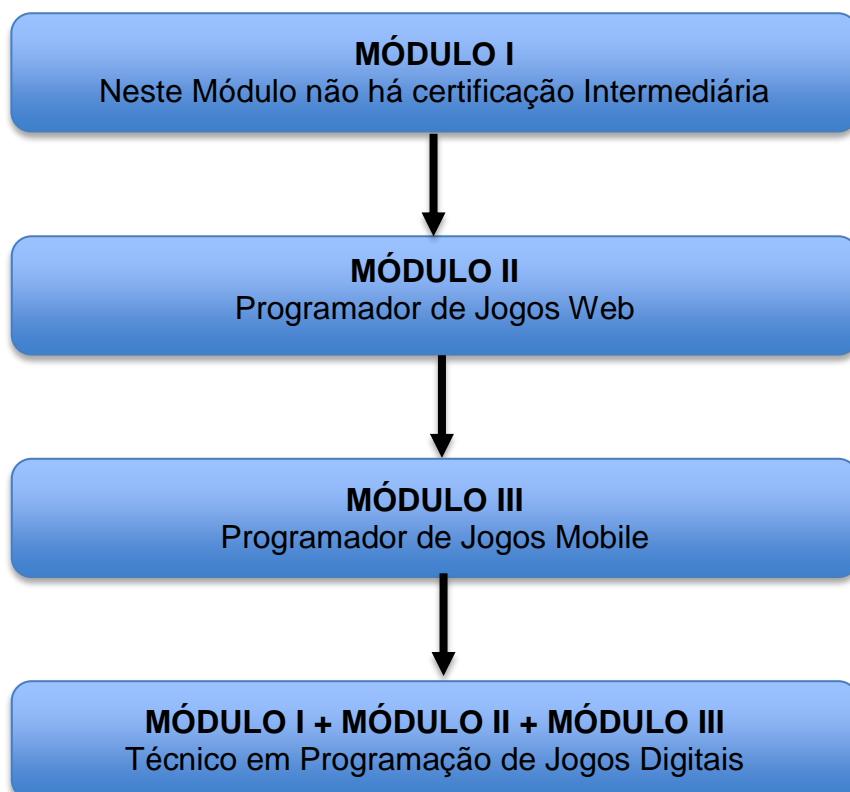 MÓDULO I
Neste Módulo não há certificação Intermediária
MÓDULO II
Programador de Jogos Web
MÓDULO III
Programador de Jogos Mobile
MÓDULO I + MÓDULO II + MÓDULO III
Técnico em Programação de Jogos Digitais